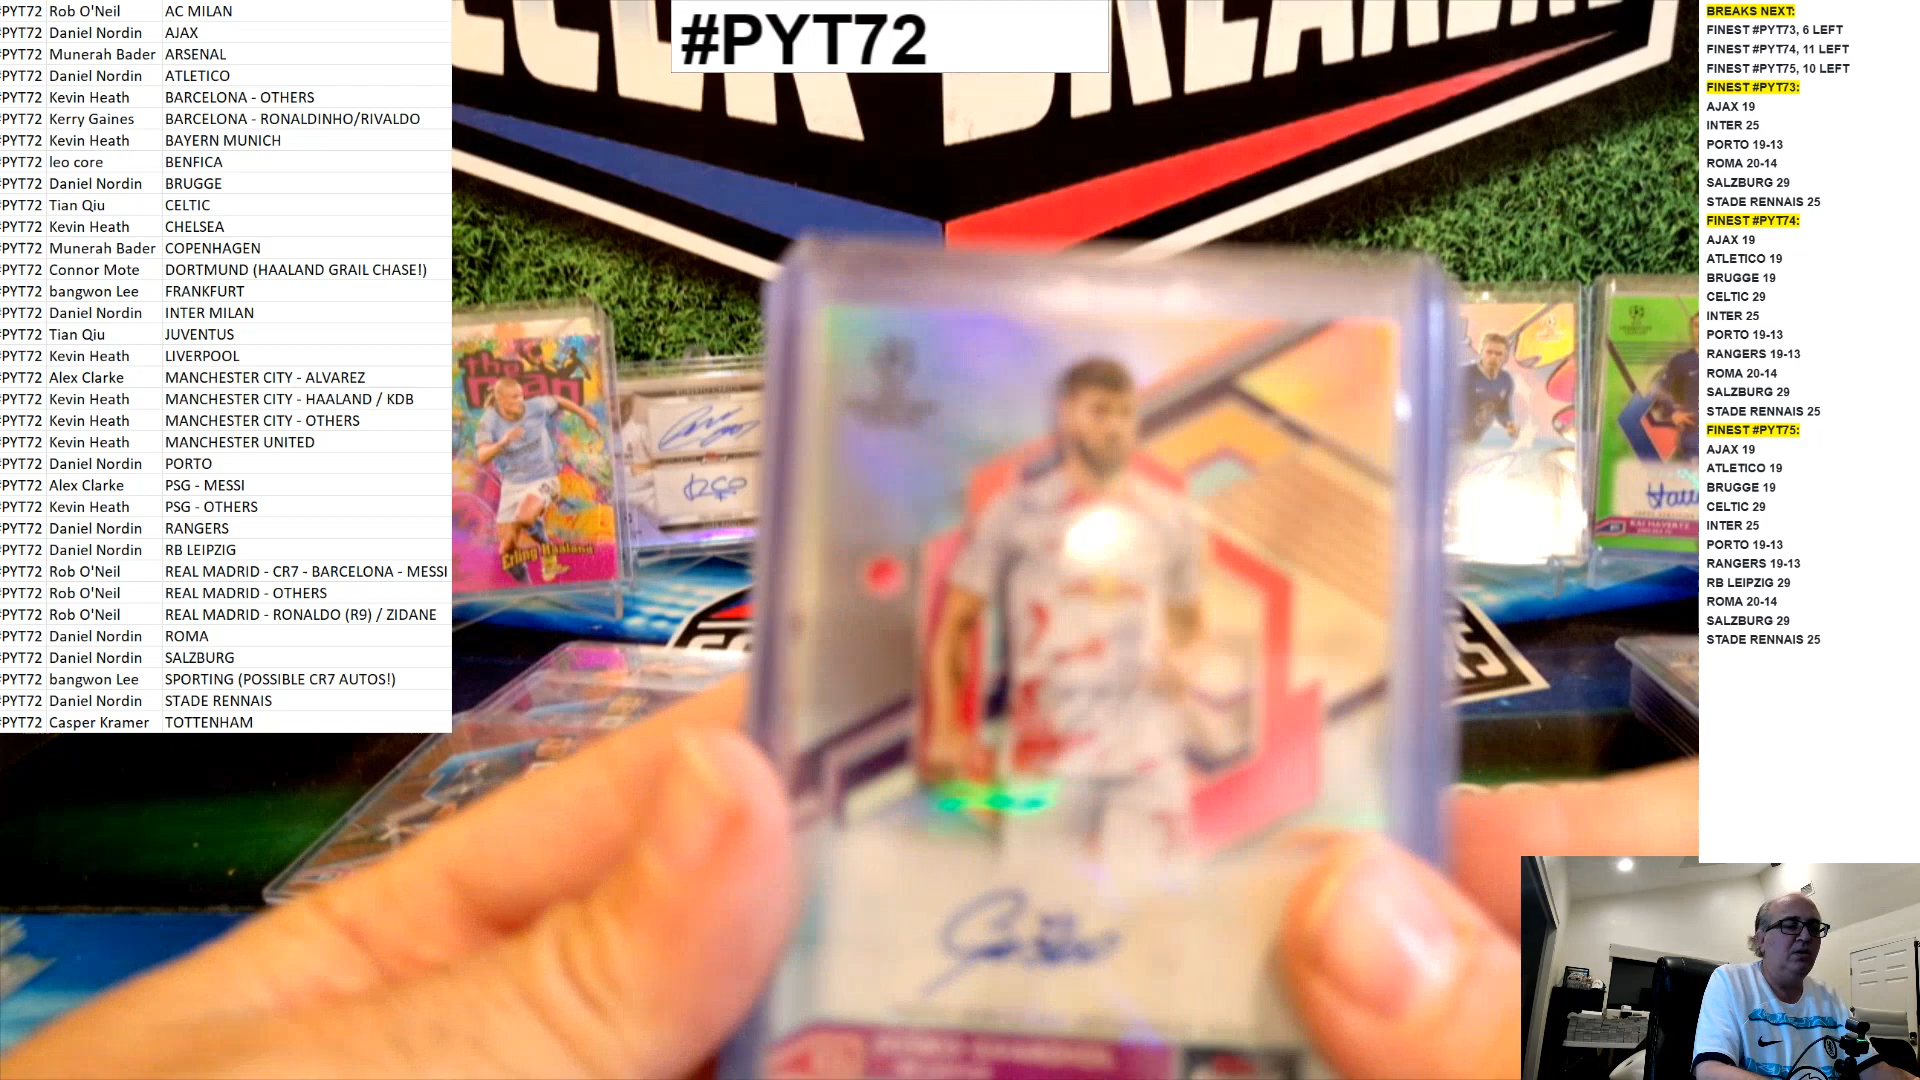 #PYT72 Rob O'Neil AC MILAN
#PYT72 Daniel Nordin AJAX
#PYT72 Munerah Bader ARSENAL
#PYT72 Daniel Nordin ATLETICO
#PYT72 Kevin Heath BARCELONA - OTHERS
#PYT72 Kerry Gaines BARCELONA - RONALDINHO/RIVALDO
#PYT72 Kevin Heath BAYERN MUNICH
#PYT72 leo core BENFICA
#PYT72 Daniel Nordin BRUGGE
#PYT72 Tian Qiu CELTIC
#PYT72 Kevin Heath CHELSEA
#PYT72 Munerah Bader COPENHAGEN
#PYT72 Connor Mote DORTMUND (HAALAND GRAIL CHASE!)
#PYT72 bangwon Lee FRANKFURT
#PYT72 Daniel Nordin INTER MILAN
#PYT72 Tian Qiu JUVENTUS
#PYT72 Kevin Heath LIVERPOOL
#PYT72 Alex Clarke MANCHESTER CITY - ALVAREZ
#PYT72 Kevin Heath MANCHESTER CITY - HAALAND / KDB
#PYT72 Kevin Heath MANCHESTER CITY - OTHERS
#PYT72 Kevin Heath MANCHESTER UNITED
#PYT72 Daniel Nordin PORTO
#PYT72 Alex Clarke PSG - MESSI
#PYT72 Kevin Heath PSG - OTHERS
#PYT72 Daniel Nordin RANGERS
#PYT72 Daniel Nordin RB LEIPZIG
#PYT72 Rob O'Neil REAL MADRID - CR7 - BARCELONA - MESSI
#PYT72 Rob O'Neil REAL MADRID - OTHERS
#PYT72 Rob O'Neil REAL MADRID - RONALDO (R9) / ZIDANE
#PYT72 Daniel Nordin ROMA
#PYT72 Daniel Nordin SALZBURG
#PYT72 bangwon Lee SPORTING (POSSIBLE CR7 AUTOS!)
#PYT72 Daniel Nordin STADE RENNAIS
#PYT72 Casper Kramer TOTTENHAM
#PYT72
the man
Erling Haaland
KAI HAVERTZ
BREAKS NEXT:
FINEST #PYT73, 6 LEFT
FINEST #PYT74, 11 LEFT
FINEST #PYT75, 10 LEFT
FINEST #PYT73:
AJAX 19
INTER 25
PORTO 19-13
ROMA 20-14
SALZBURG 29
STADE RENNAIS 25
FINEST #PYT74:
AJAX 19
ATLETICO 19
BRUGGE 19
CELTIC 29
INTER 25
PORTO 19-13
RANGERS 19-13
ROMA 20-14
SALZBURG 29
STADE RENNAIS 25
FINEST #PYT75:
AJAX 19
ATLETICO 19
BRUGGE 19
CELTIC 29
INTER 25
PORTO 19-13
RANGERS 19-13
RB LEIPZIG 29
ROMA 20-14
SALZBURG 29
STADE RENNAIS 25